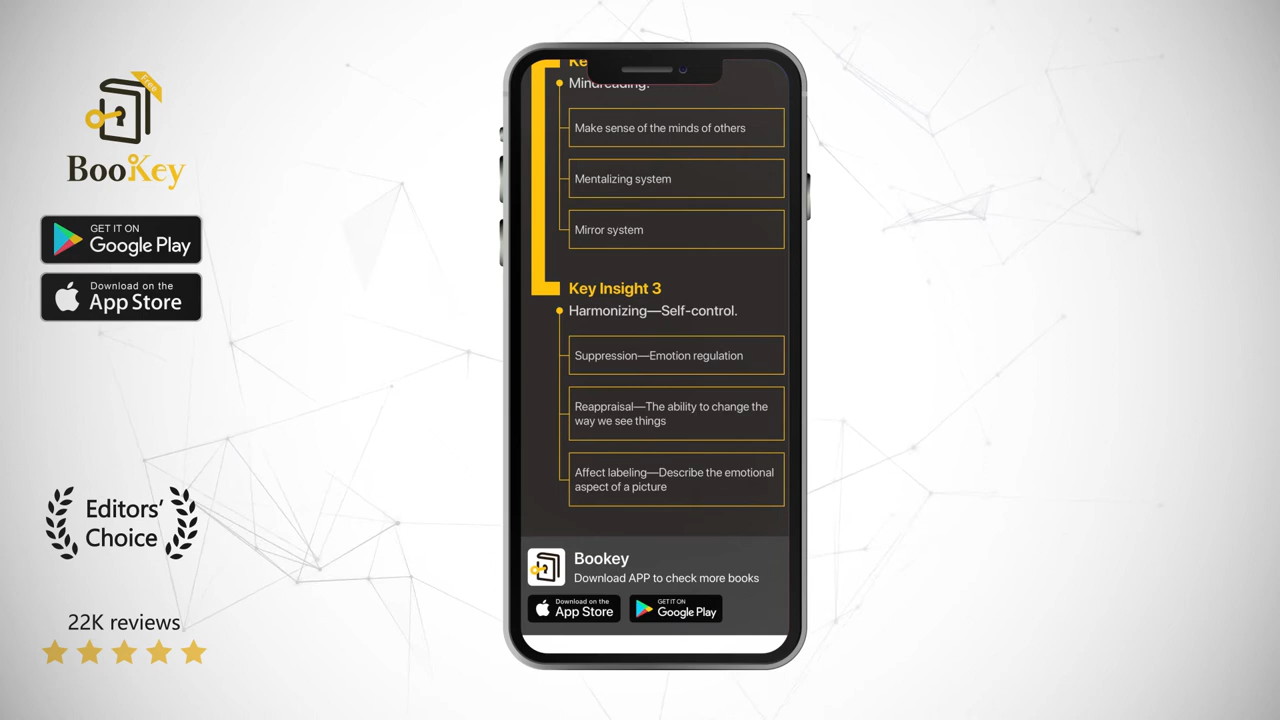 Free
BooKey
GET IT ON
Google Play
Download on the
App Store
Editors'
Choice
22K reviews
Ke
Mindreading.
Make sense of the minds of others
Mentalizing system
Mirror system
Key Insight 3
Harmonizing—Self-control.
Suppression—Emotion regulation
Reappraisal—The ability to change the
way we see things
Affect labeling—Describe the emotional
aspect of a picture
Bookey
Download APP to check more books
Download on the
App Store
GET IT ON
Google Play